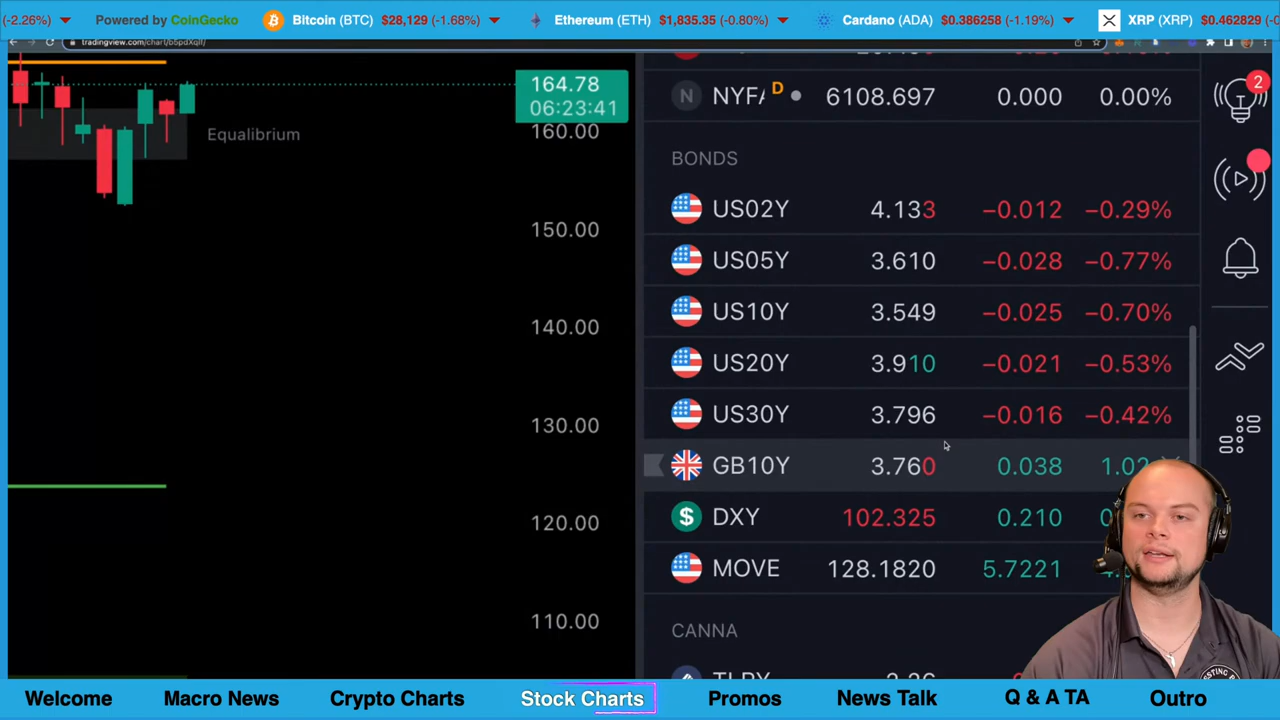 -2.26%)
Powered by CoinGecko
Bitcoin (BTC) $28,129 (-1.68%)
Ethereum (ETH) $1,835.35 (-0.80%)
Cardano (ADA) $0.386258 (-1.19%)
XRP (XRP) $0.462829
tradingview.com/chart/b5pdXqlf/
164.78
06:23:41
160.00
Equalibrium
150.00
140.00
130.00
120.00
110.00
NYFA D 6108.697 0.000 0.00%
BONDS
US02Y 4.133 −0.012 −0.29%
US05Y 3.610 −0.028 −0.77%
US10Y 3.549 −0.025 −0.70%
US20Y 3.910 −0.021 −0.53%
US30Y 3.796 −0.016 −0.42%
GB10Y 3.760 0.038 1.02
DXY 102.325 0.210
MOVE 128.1820 5.7221
CANNA
2
Welcome
Macro News
Crypto Charts
Stock Charts
Promos
News Talk
Q & A TA
Outro